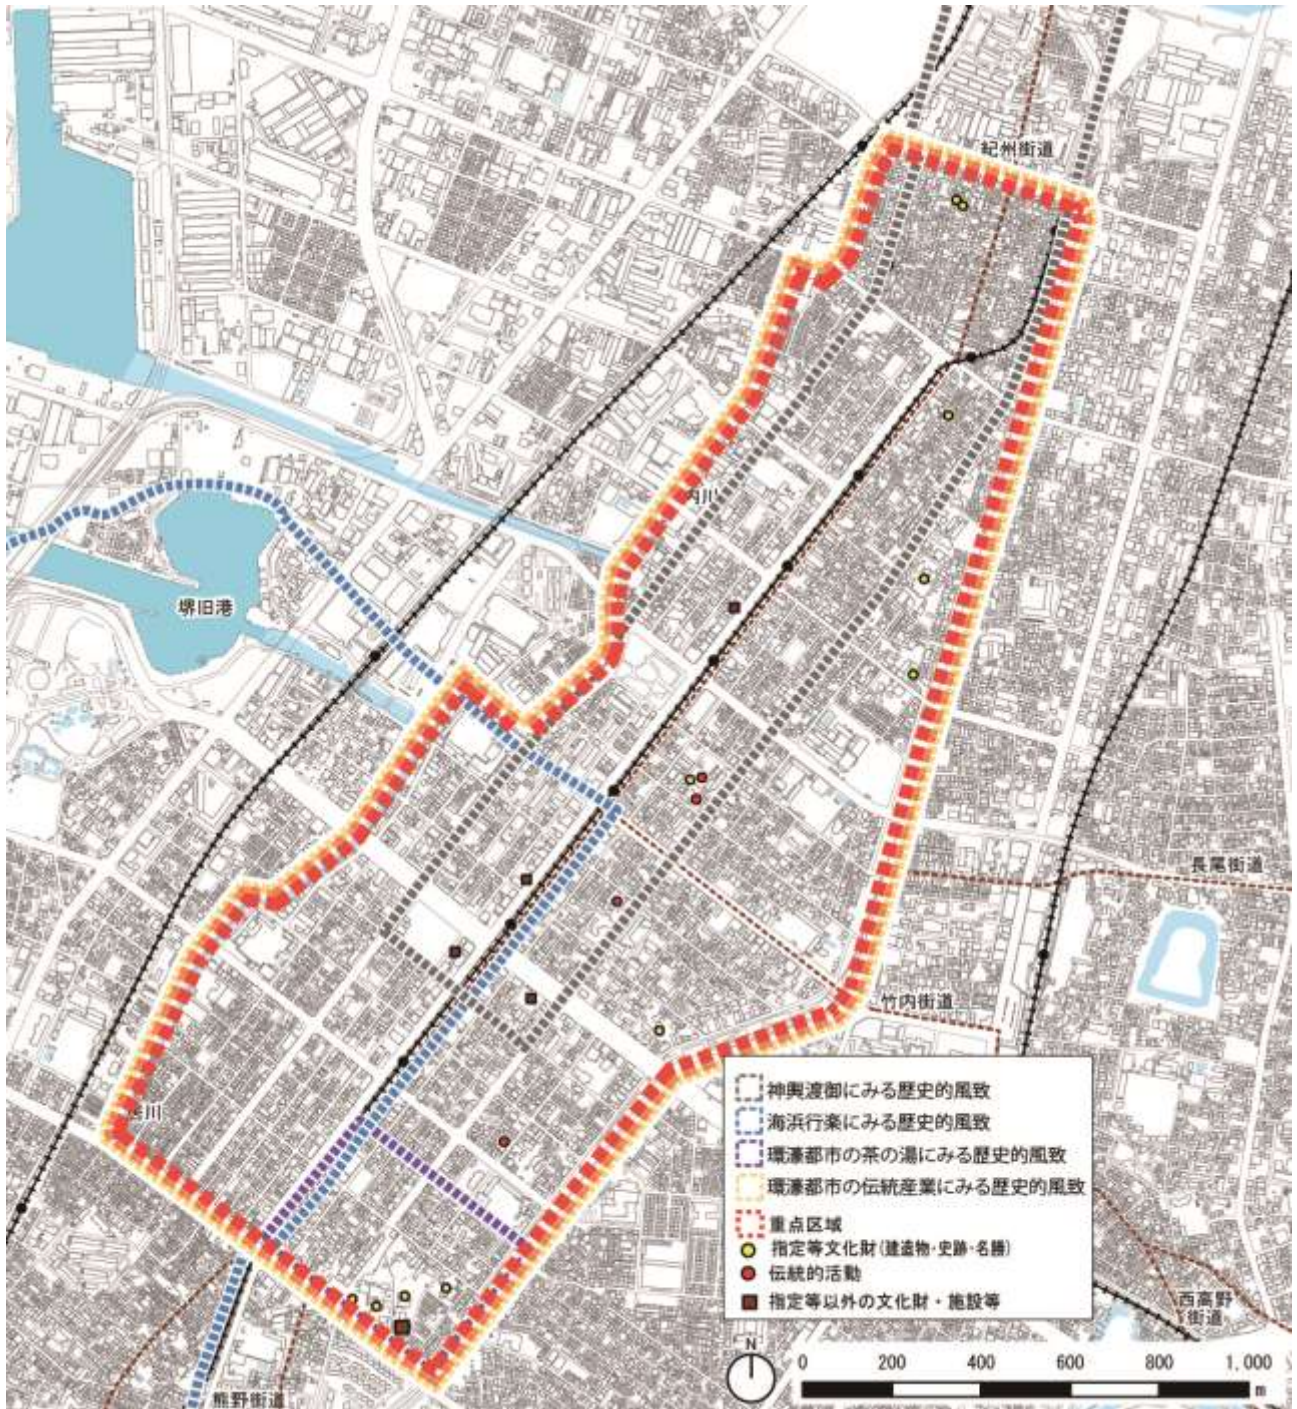 紀州街道
内川
堺旧港
長尾街道
竹内街道
川
神輿渡御にみる歴史的風致
海浜行楽にみる歴史的風致
環濠都市の茶の湯にみる歴史的風致
環濠都市の伝統産業にみる歴史的風致
重点区域
指定等文化財(建造物・史跡・名勝)
伝統的活動
指定等以外の文化財・施設等
西高野
街道
熊野街道
N
0 200 400 600 800 1,000
m